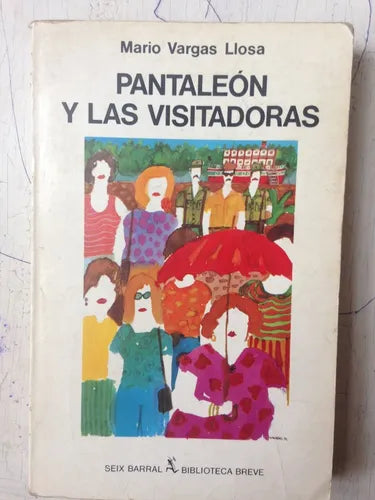 Mario Vargas Llosa
PANTALEÓN
Y LAS VISITADORAS
SEIX BARRAL BIBLIOTECA BREVE